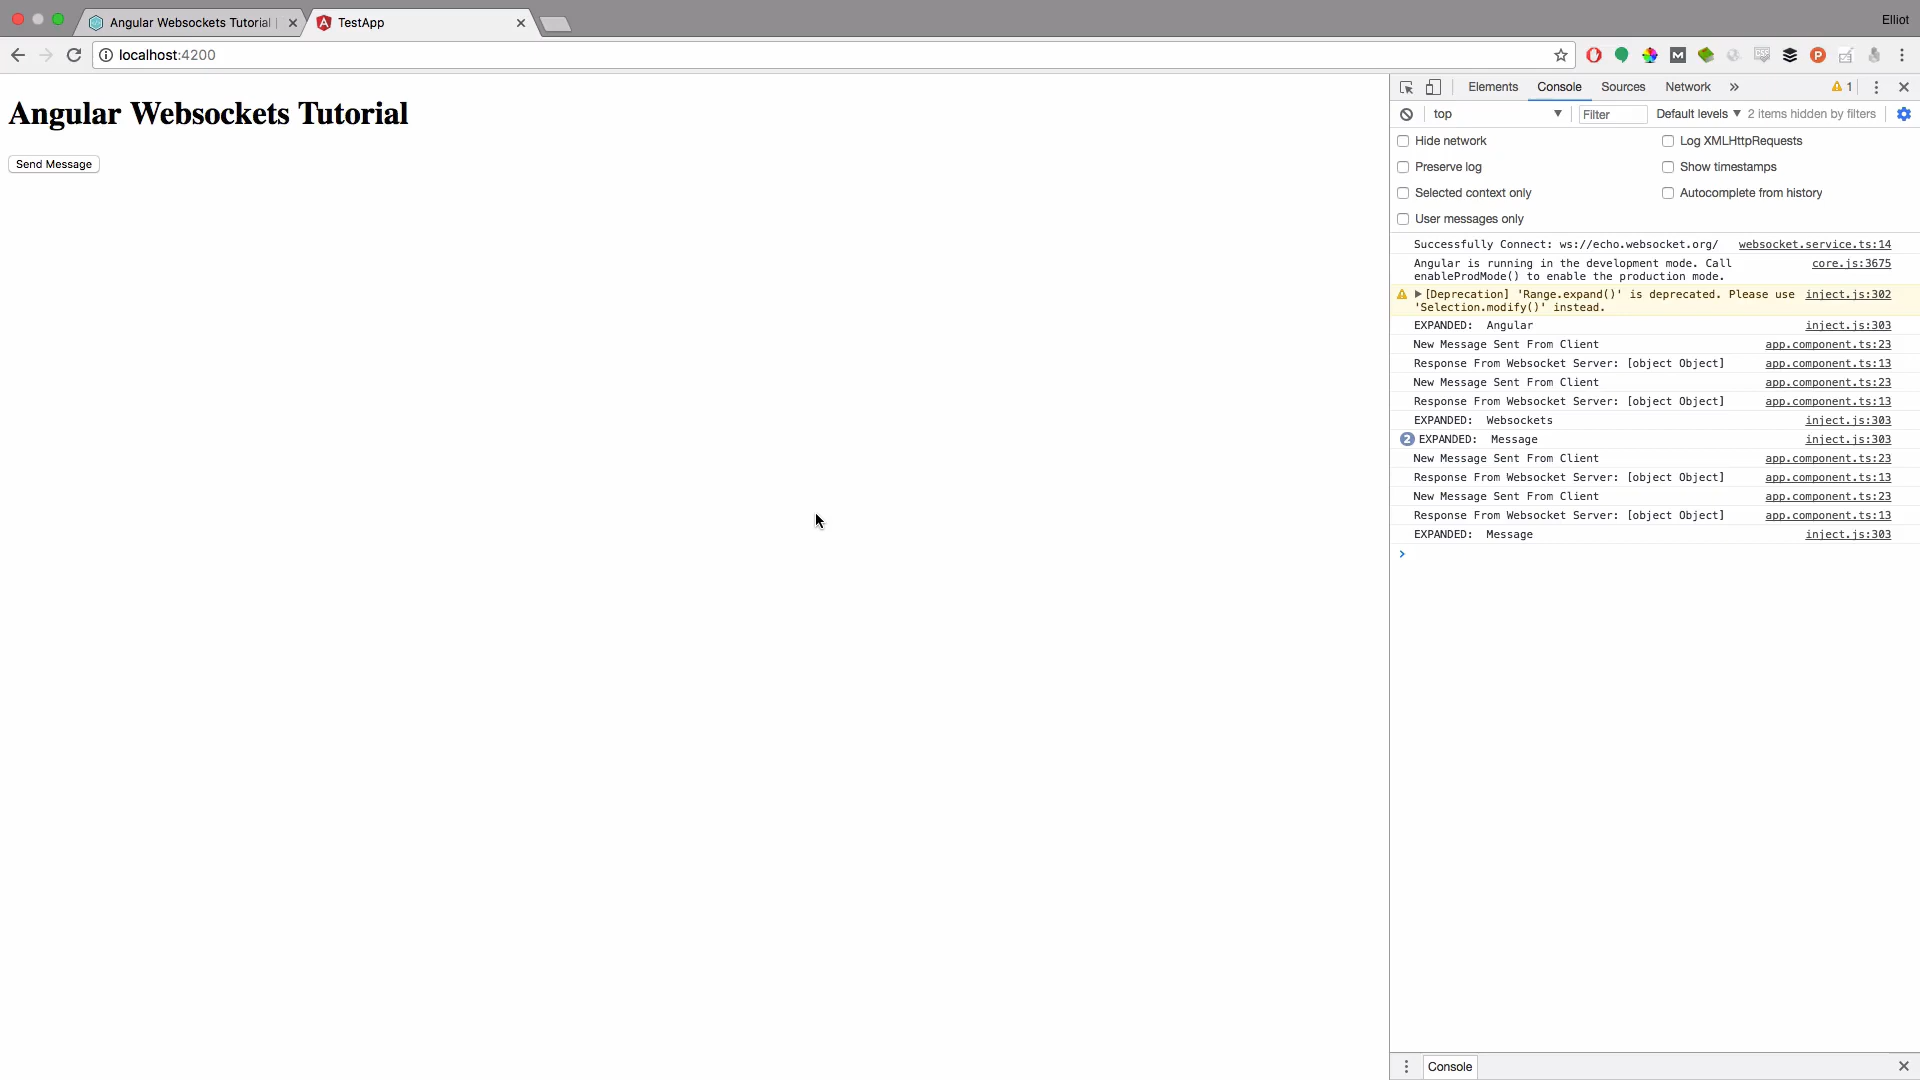 Angular Websockets Tutorial
TestApp
Elliot
localhost:4200
Angular Websockets Tutorial
Send Message
Elements
Console
Sources
Network
1
top
Filter
Default levels
2 items hidden by filters
Hide network
Log XMLHttpRequests
Preserve log
Show timestamps
Selected context only
Autocomplete from history
User messages only
Successfully Connect: ws://echo.websocket.org/ websocket.service.ts:14
Angular is running in the development mode. Call core.js:3675
enableProdMode() to enable the production mode.
[Deprecation] 'Range.expand()' is deprecated. Please use inject.js:302
'Selection.modify()' instead.
EXPANDED: Angular inject.js:303
New Message Sent From Client app.component.ts:23
Response From Websocket Server: [object Object] app.component.ts:13
New Message Sent From Client app.component.ts:23
Response From Websocket Server: [object Object] app.component.ts:13
EXPANDED: Websockets inject.js:303
2 EXPANDED: Message inject.js:303
New Message Sent From Client app.component.ts:23
Response From Websocket Server: [object Object] app.component.ts:13
New Message Sent From Client app.component.ts:23
Response From Websocket Server: [object Object] app.component.ts:13
EXPANDED: Message inject.js:303
Console